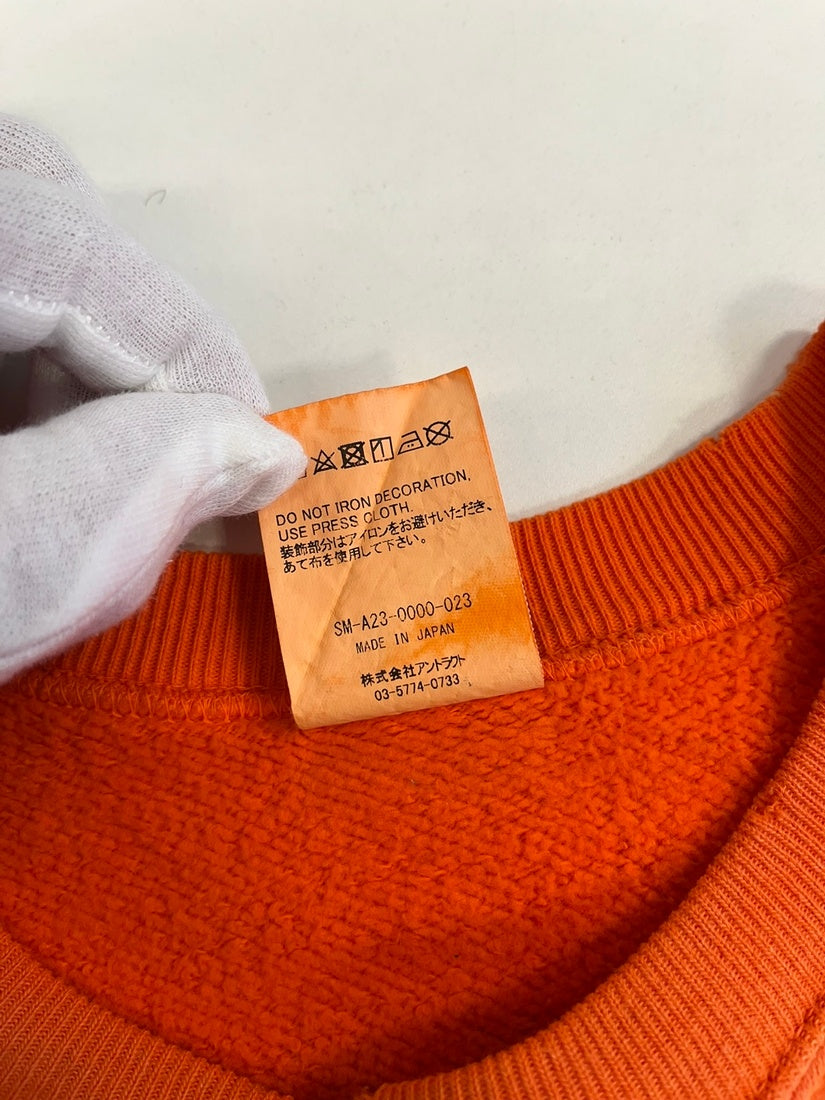 DO NOT IRON DECORATION,
USE PRESS CLOTH.
装飾部分はアイロンをお避けいただき、
あて布を使用して下さい。
SM-A23-0000-023
MADE IN JAPAN
株式会社アントラクト
03-5774-0733